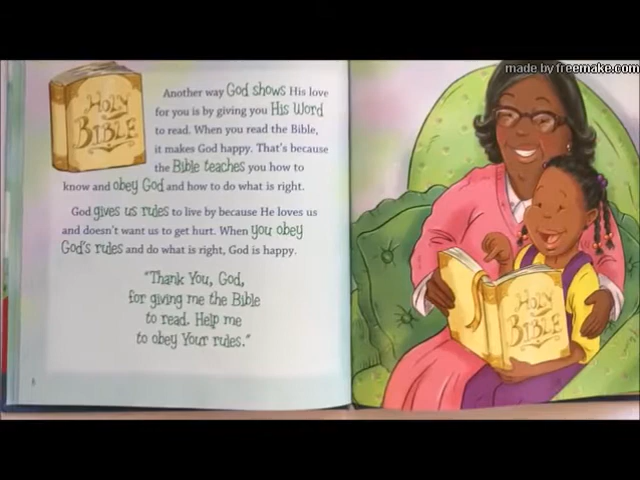 made by freemake.com
HOLY
BIBLE
Another way God shows His love
for you is by giving you His Word
to read. When you read the Bible,
it makes God happy. That's because
the Bible teaches you how to
know and obey God and how to do what is right.
God gives us rules to live by because He loves us
and doesn't want us to get hurt. When you obey
God's rules and do what is right, God is happy.
"Thank You, God,
for giving me the Bible
to read. Help me
to obey Your rules."
HOLY
BIBLE